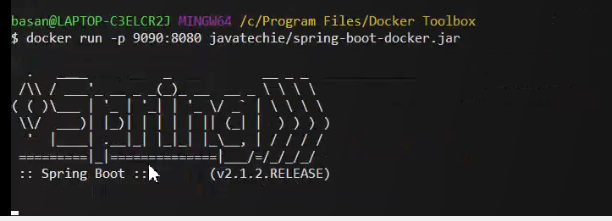 basan@LAPTOP-C3ELCR2J MINGW64 /c/Program Files/Docker Toolbox
$ docker run -p 9090:8080 javatechie/spring-boot-docker.jar
Spring
:: Spring Boot ::        (v2.1.2.RELEASE)